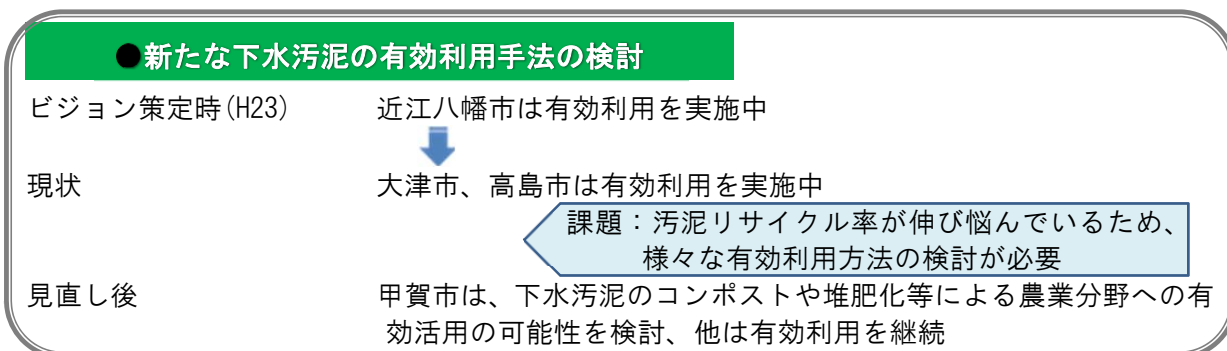 ●新たな下水汚泥の有効利用手法の検討
ビジョン策定時(H23) 近江八幡市は有効利用を実施中
現状 大津市、高島市は有効利用を実施中
課題：汚泥リサイクル率が伸び悩んでいるため、
様々な有効利用方法の検討が必要
見直し後 甲賀市は、下水汚泥のコンポストや堆肥化等による農業分野への有
効活用の可能性を検討、他は有効利用を継続